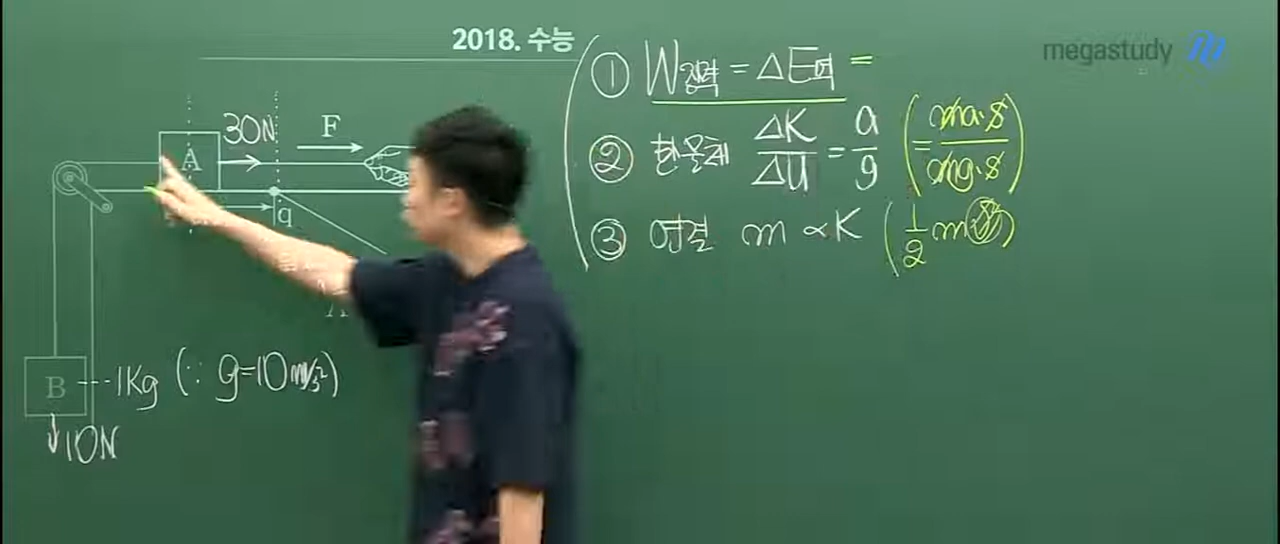 2018. 수능
megastudy
① W장력 = ΔE역 =
② 한물체 ΔK/ΔU = a/g (= ma·s/mg·s)
③ 연결 m ∝ K (1/2 m
30N
F
A
q
B
1Kg (∵ g=10m/s²)
↓10N